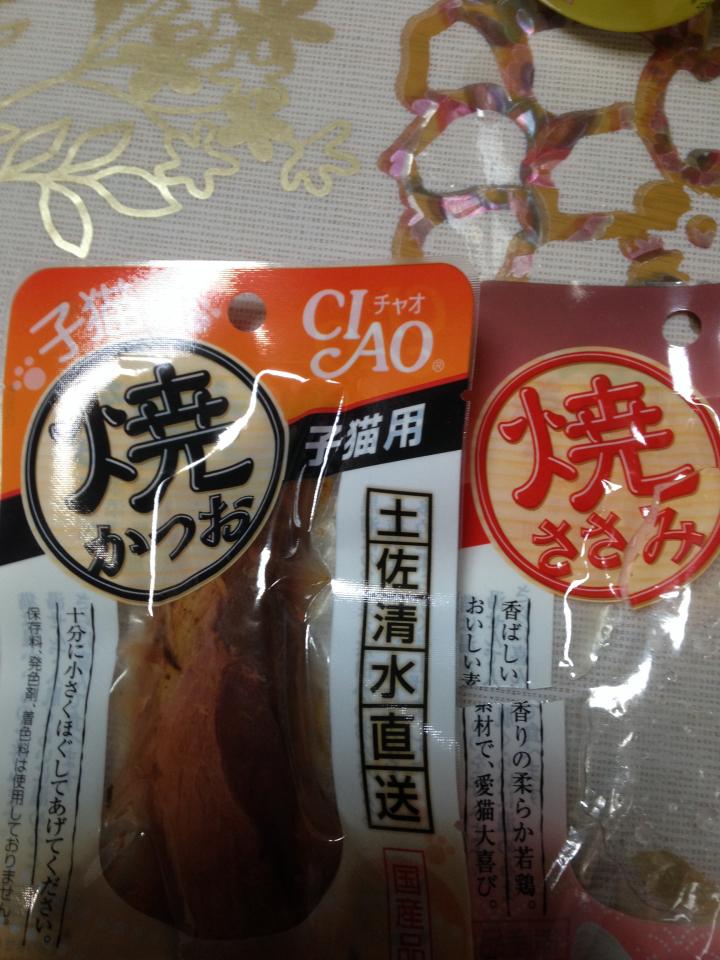 CIAO
チャオ
子猫用
焼
かつお
土佐清水直送
国産品
十分に小さくほぐしてあげてください。
保存料、発色剤、着色料は使用しておりません。
焼
ささみ
香ばしい香りの柔らか若鶏。
おいしい素材で、愛猫大喜び。